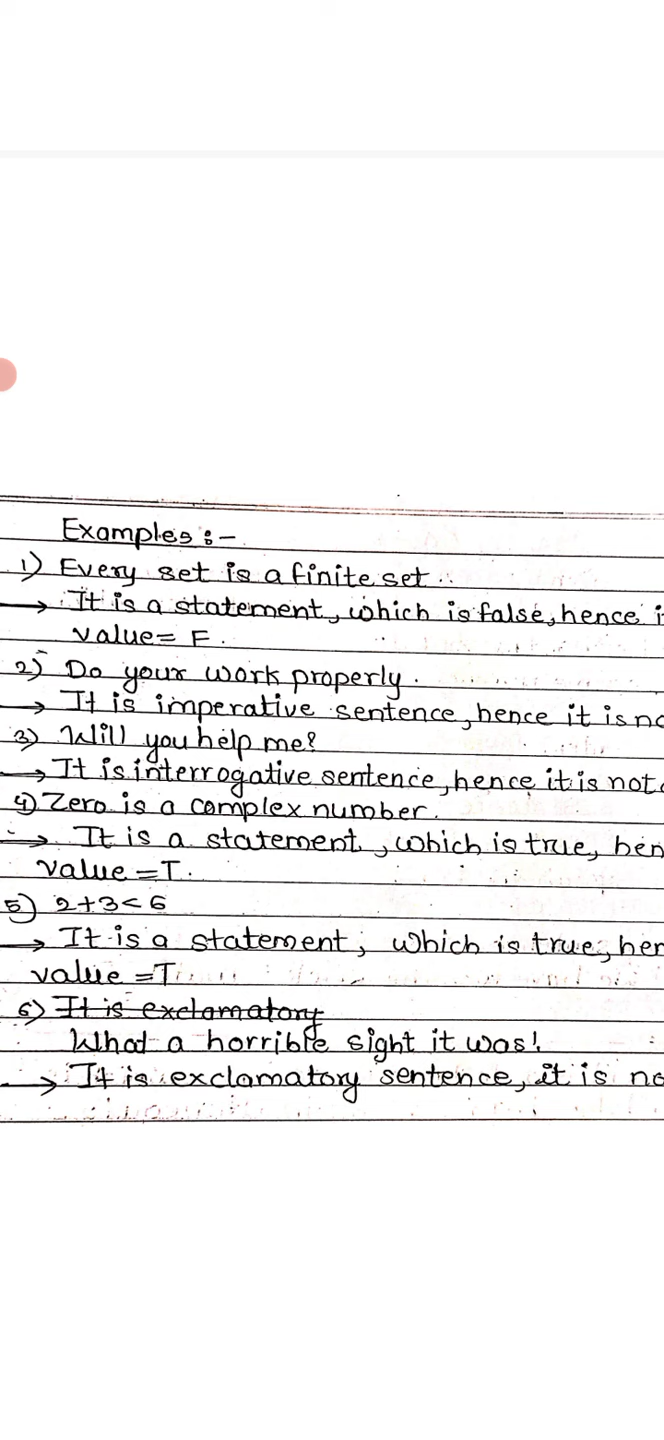 Examples :-
1) Every set is a finite set.
→ It is a statement, which is false, hence i
value = F.
2) Do your work properly.
→ It is imperative sentence, hence it is no
3) Will you help me?
→ It is interrogative sentence, hence it is not
4) Zero is a complex number.
→ It is a statement, which is true, hen
value = T.
5) 2+3<6
→ It is a statement, which is true, hen
value = T
6) It is exclamatory
What a horrible sight it was!
→ It is exclamatory sentence, it is no